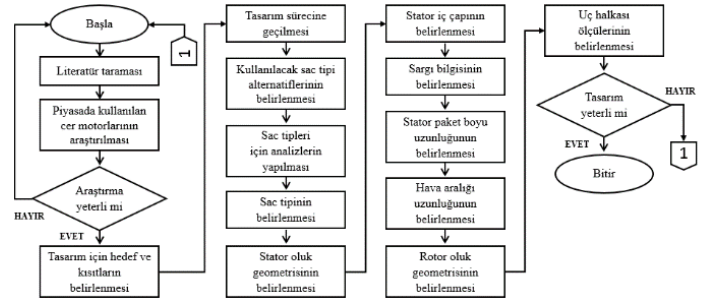 Başla
1
Literatür taraması
Piyasada kullanılan
cer motorlarının
araştırılması
Araştırma
yeterli mi
HAYIR
EVET
Tasarım için hedef ve
kısıtların
belirlenmesi
Tasarım sürecine
geçilmesi
Kullanılacak sac tipi
alternatiflerinin
belirlenmesi
Sac tipleri
için analizlerin
yapılması
Sac tipinin
belirlenmesi
Stator oluk
geometrisinin
belirlenmesi
Stator iç çapının
belirlenmesi
Sargı bilgisinin
belirlenmesi
Stator paket boyu
uzunluğunun
belirlenmesi
Hava aralığı
uzunluğunun
belirlenmesi
Rotor oluk
geometrisinin
belirlenmesi
Uç halkası
ölçülerinin
belirlenmesi
Tasarım
yeterli mi
HAYIR
EVET
1
Bitir